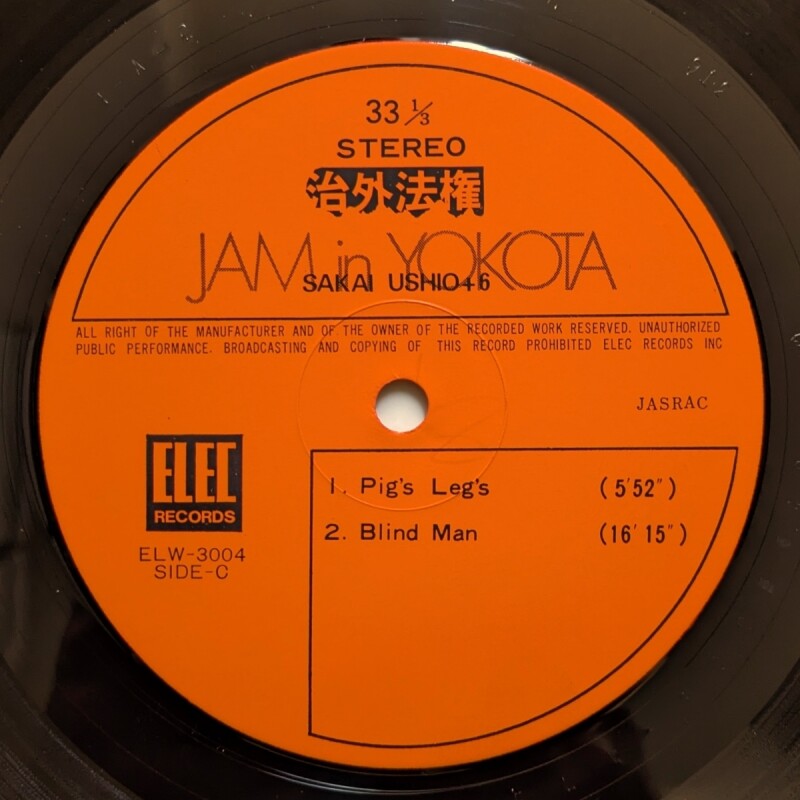 33 1/3
STEREO
治外法権
JAM in YOKOTA
SAKAI USHIO+6
ALL RIGHT OF THE MANUFACTURER AND OF THE OWNER OF THE RECORDED WORK RESERVED. UNAUTHORIZED
PUBLIC PERFORMANCE. BROADCASTING AND COPYING OF THIS RECORD PROHIBITED ELEC RECORDS INC
JASRAC
ELEC
RECORDS
ELW-3004
SIDE-C
1. Pig's Leg's (5'52")
2. Blind Man (16'15")